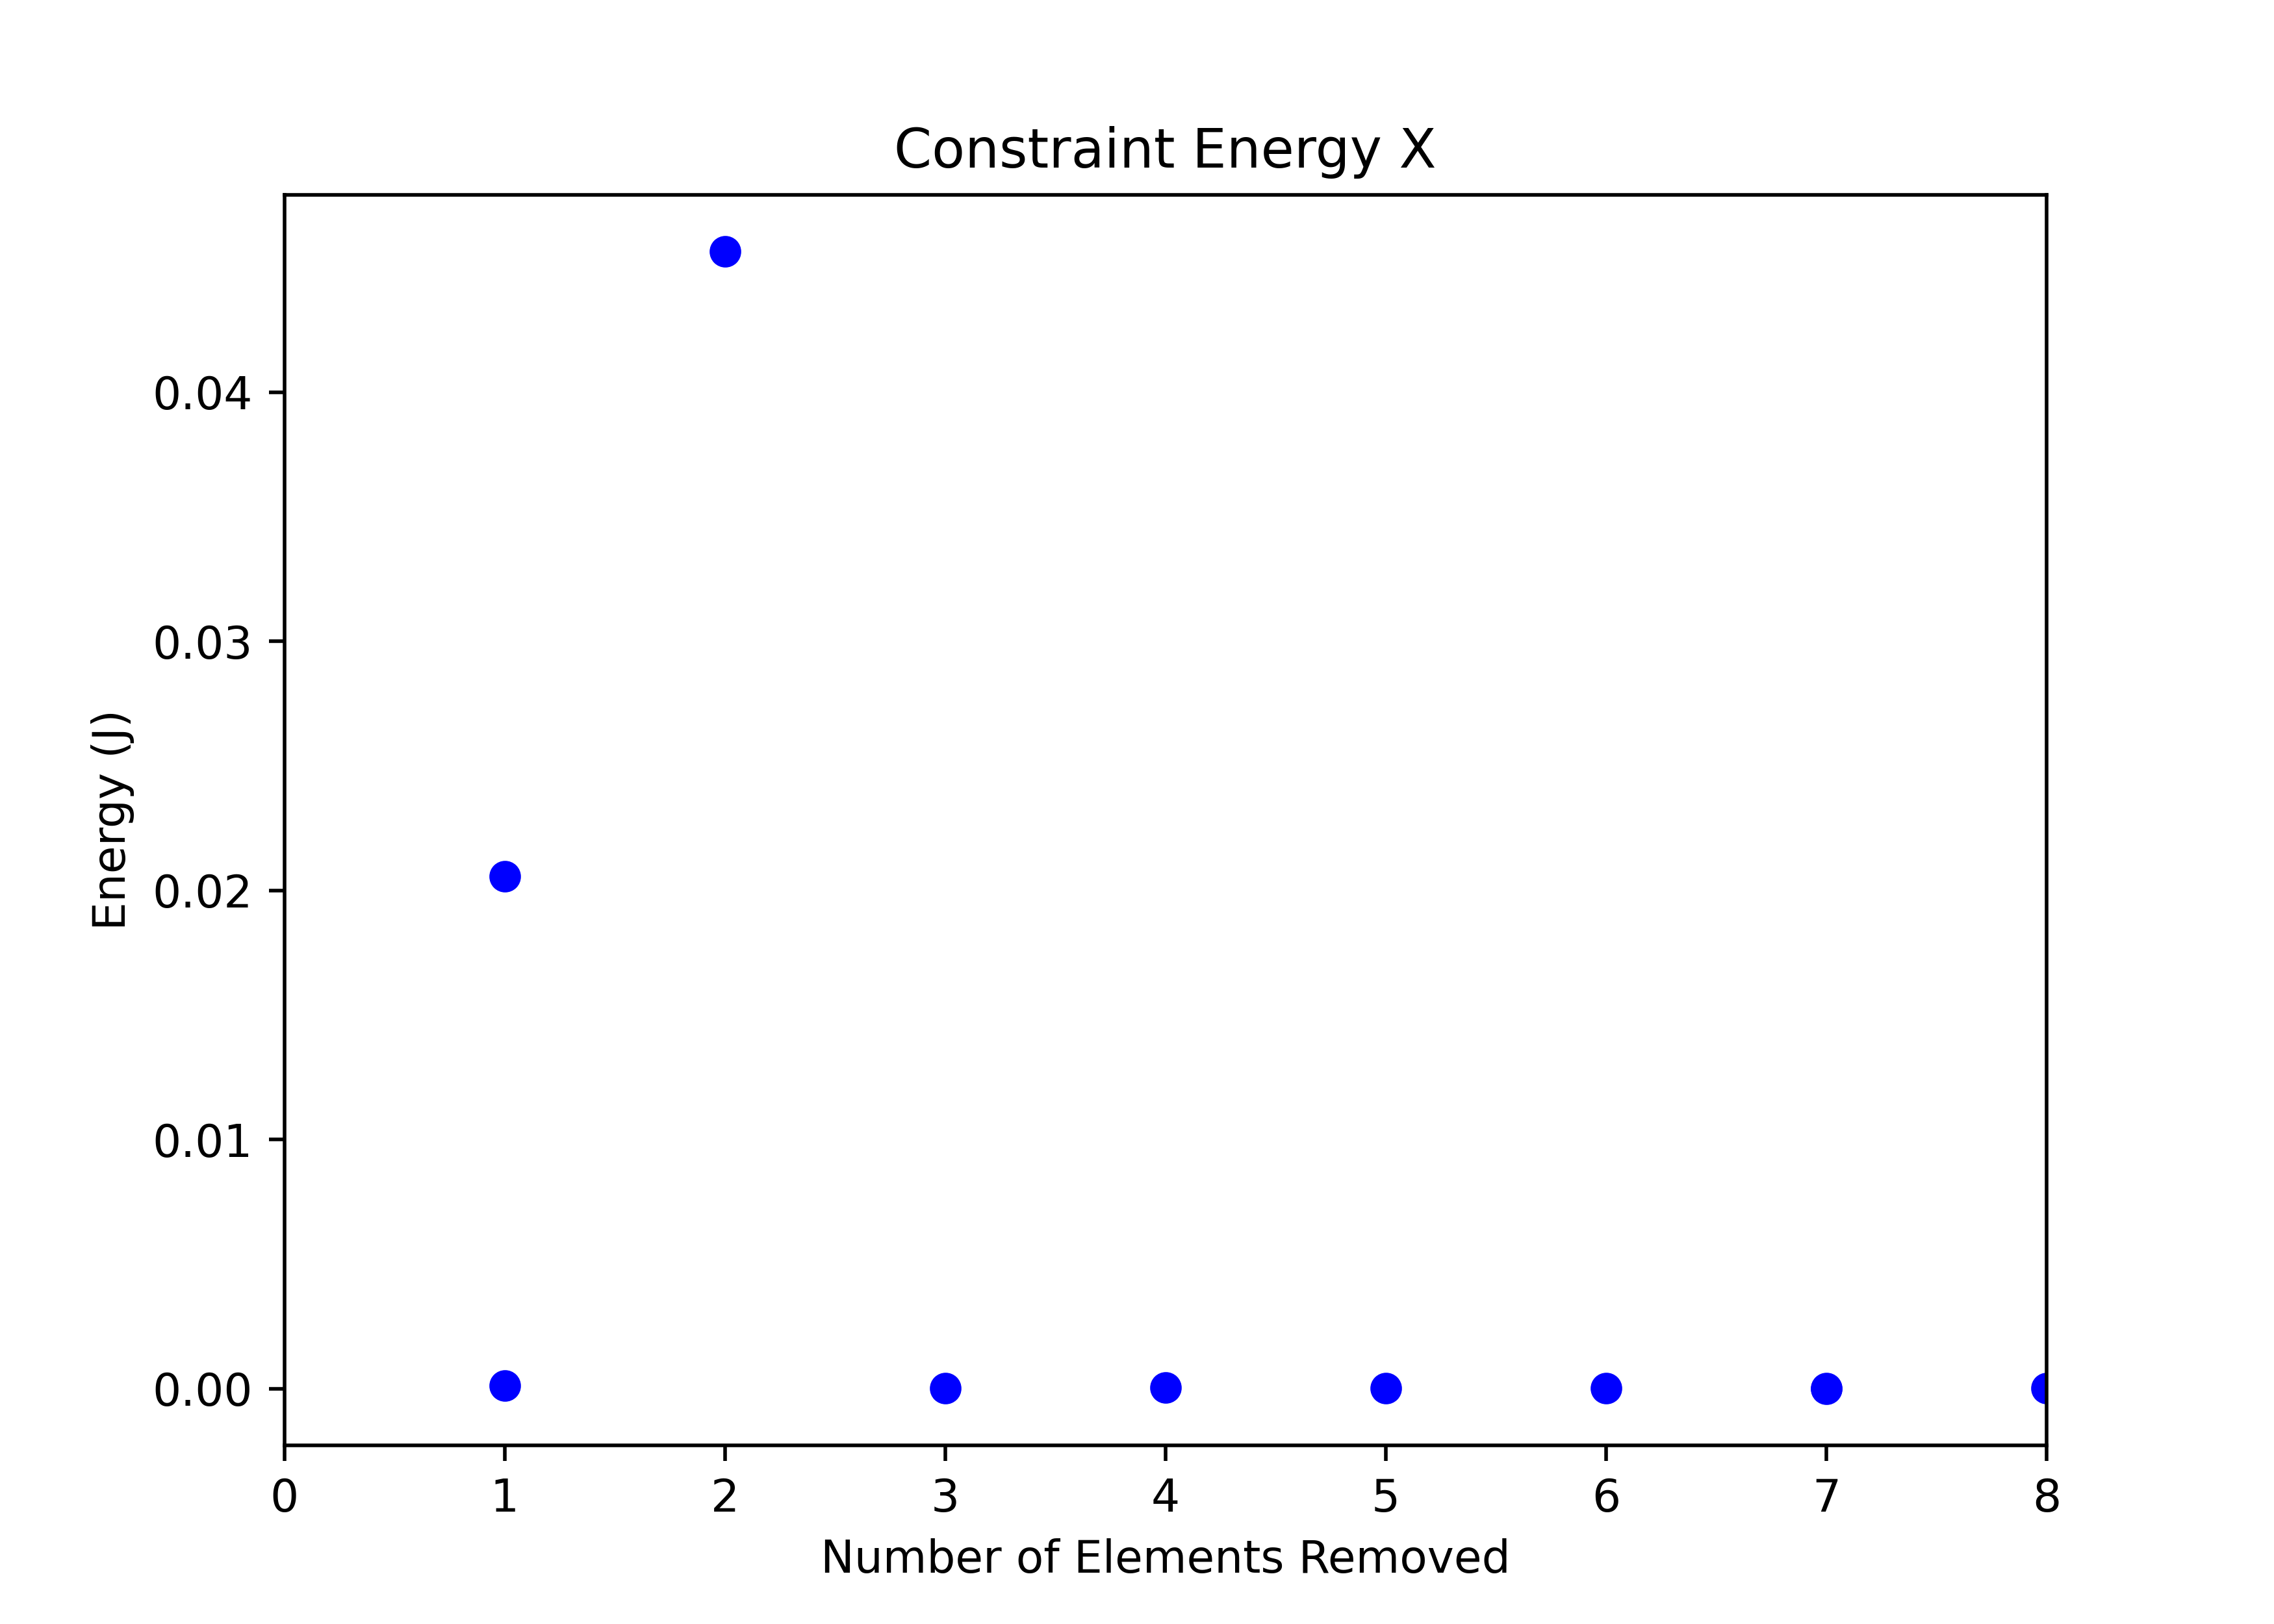 Constraint Energy X
Energy (J)
0.04
0.03
0.02
0.01
0.00
0 1 2 3 4 5 6 7 8
Number of Elements Removed